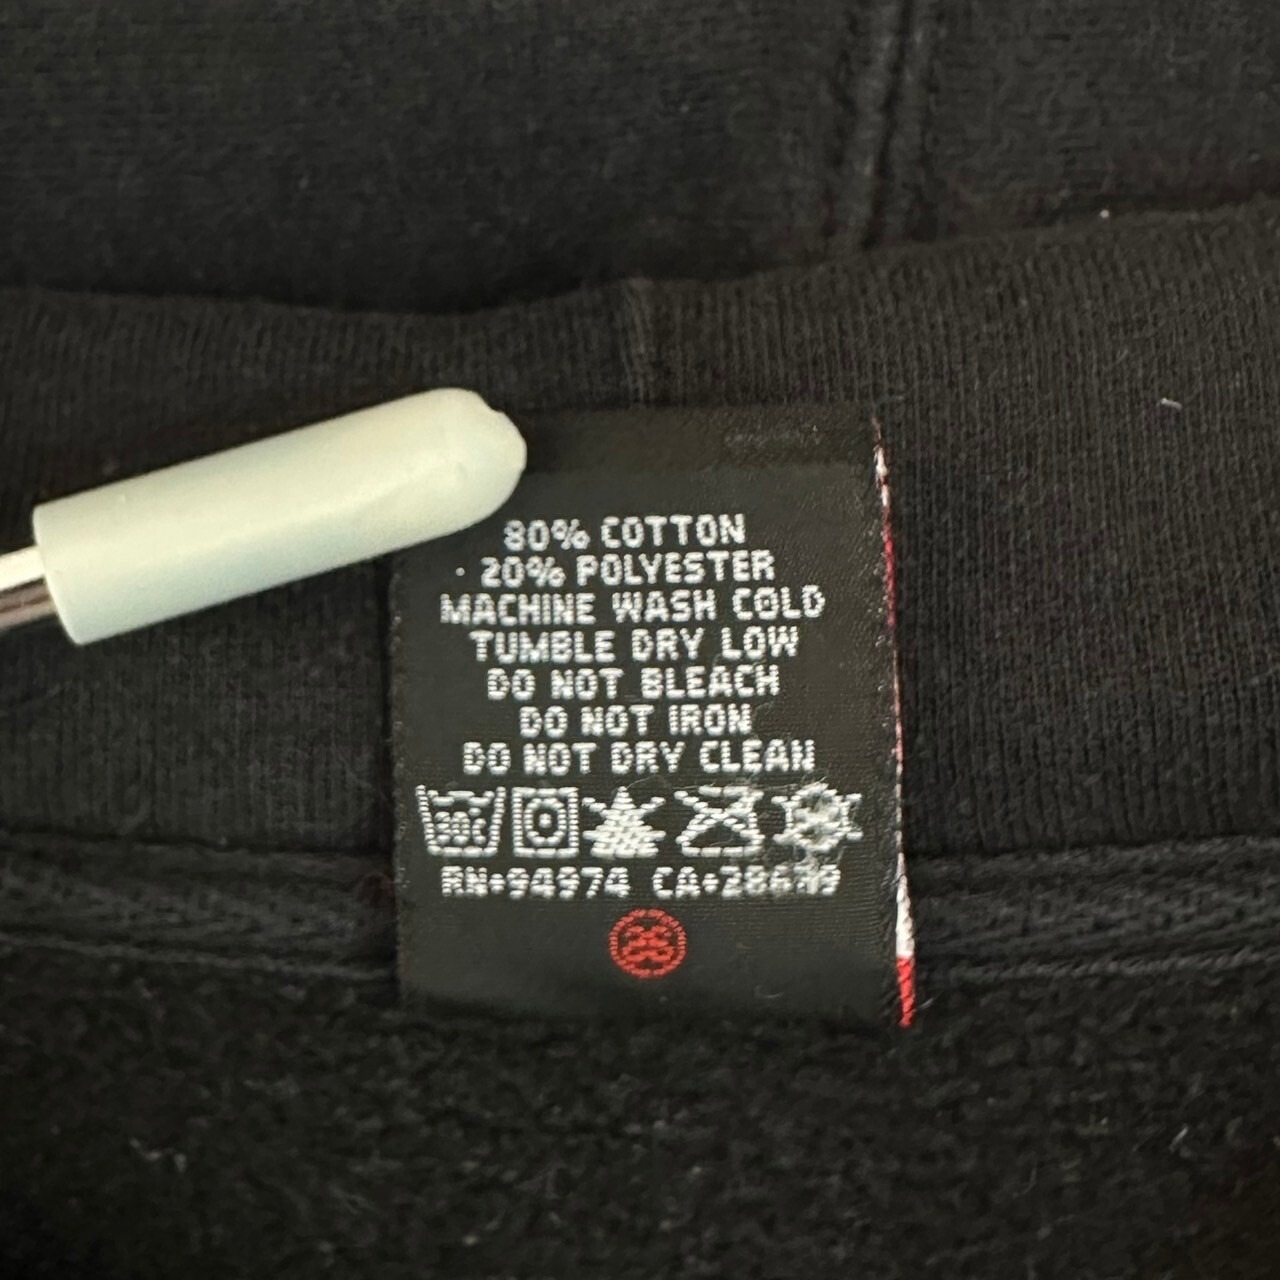 80% COTTON
20% POLYESTER
MACHINE WASH COLD
TUMBLE DRY LOW
DO NOT BLEACH
DO NOT IRON
DO NOT DRY CLEAN
30C
RN+94974